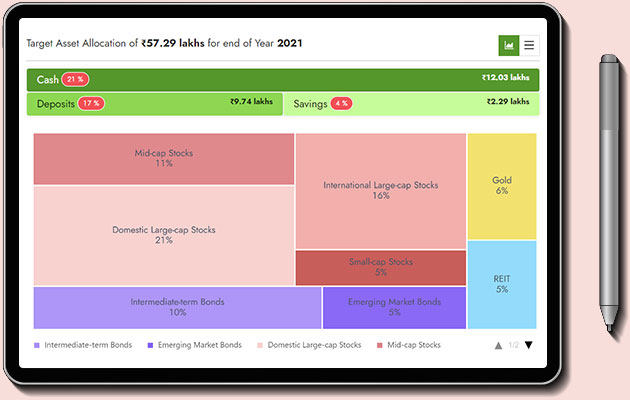 Target Asset Allocation of ₹57.29 lakhs for end of Year 2021
Cash 21 % ₹12.03 lakhs
Deposits 17 % ₹9.74 lakhs Savings 4 % ₹2.29 lakhs
Mid-cap Stocks
11%
International Large-cap Stocks
16%
Gold
6%
Domestic Large-cap Stocks
21%
Small-cap Stocks
5%
REIT
5%
Intermediate-term Bonds
10%
Emerging Market Bonds
5%
Intermediate-term Bonds Emerging Market Bonds Domestic Large-cap Stocks Mid-cap Stocks 1/2